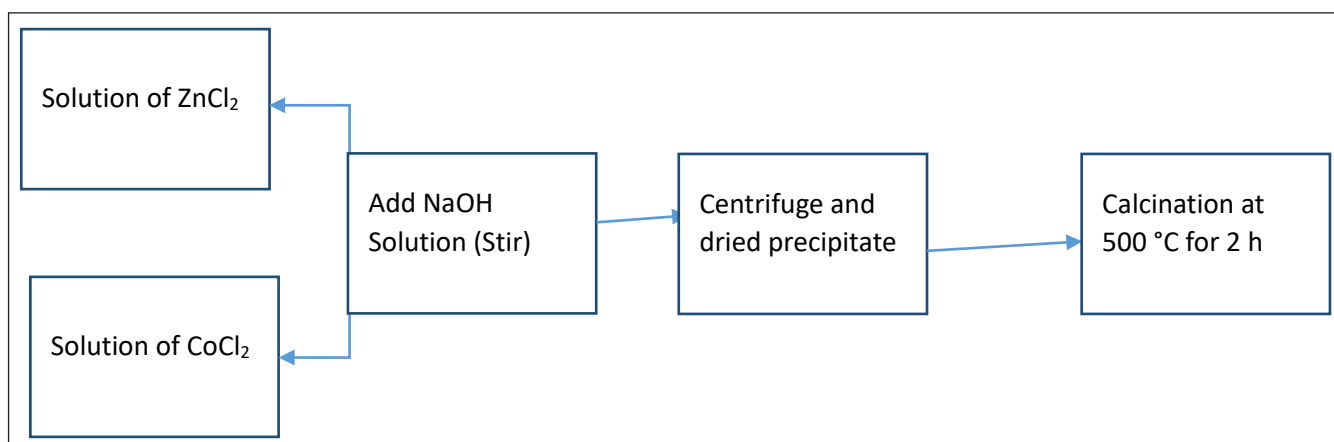 Solution of ZnCl₂
Add NaOH
Solution (Stir)
Centrifuge and
dried precipitate
Calcination at
500 °C for 2 h
Solution of CoCl₂